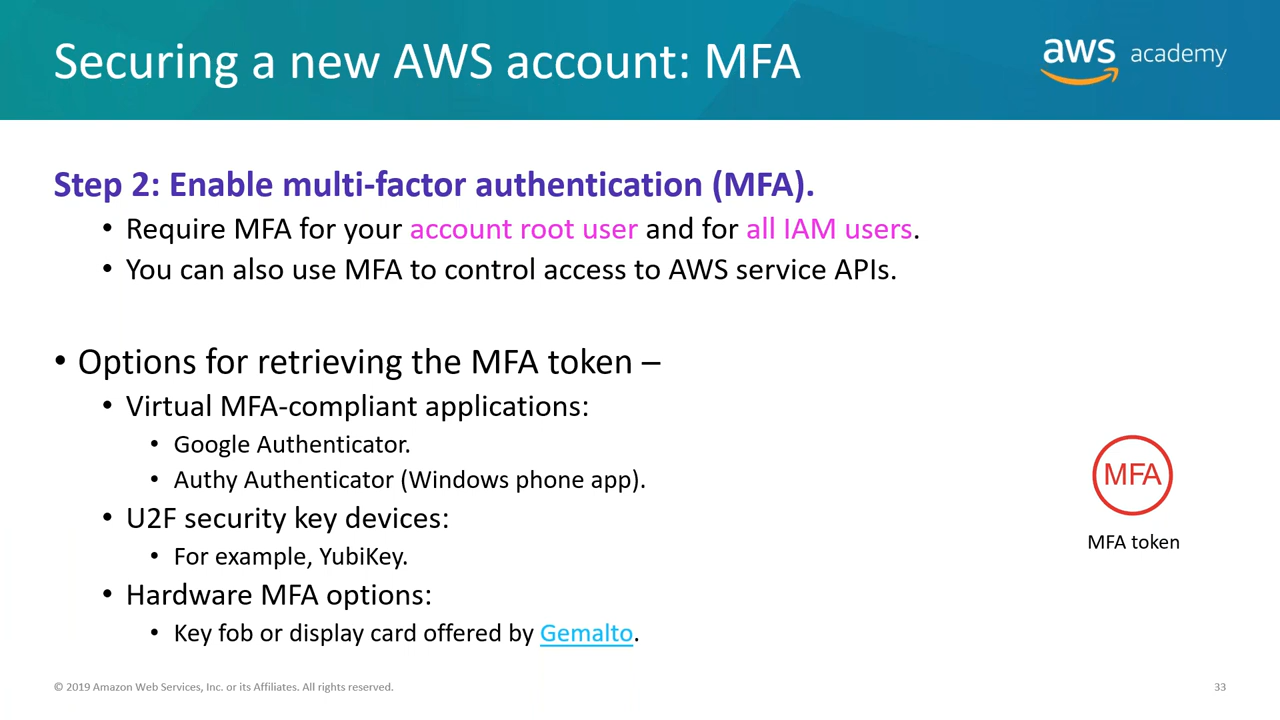 Securing a new AWS account: MFA
aws academy
Step 2: Enable multi-factor authentication (MFA).
• Require MFA for your account root user and for all IAM users.
• You can also use MFA to control access to AWS service APIs.
• Options for retrieving the MFA token –
• Virtual MFA-compliant applications:
• Google Authenticator.
• Authy Authenticator (Windows phone app).
• U2F security key devices:
• For example, YubiKey.
• Hardware MFA options:
• Key fob or display card offered by Gemalto.
MFA
MFA token
© 2019 Amazon Web Services, Inc. or its Affiliates. All rights reserved.
33